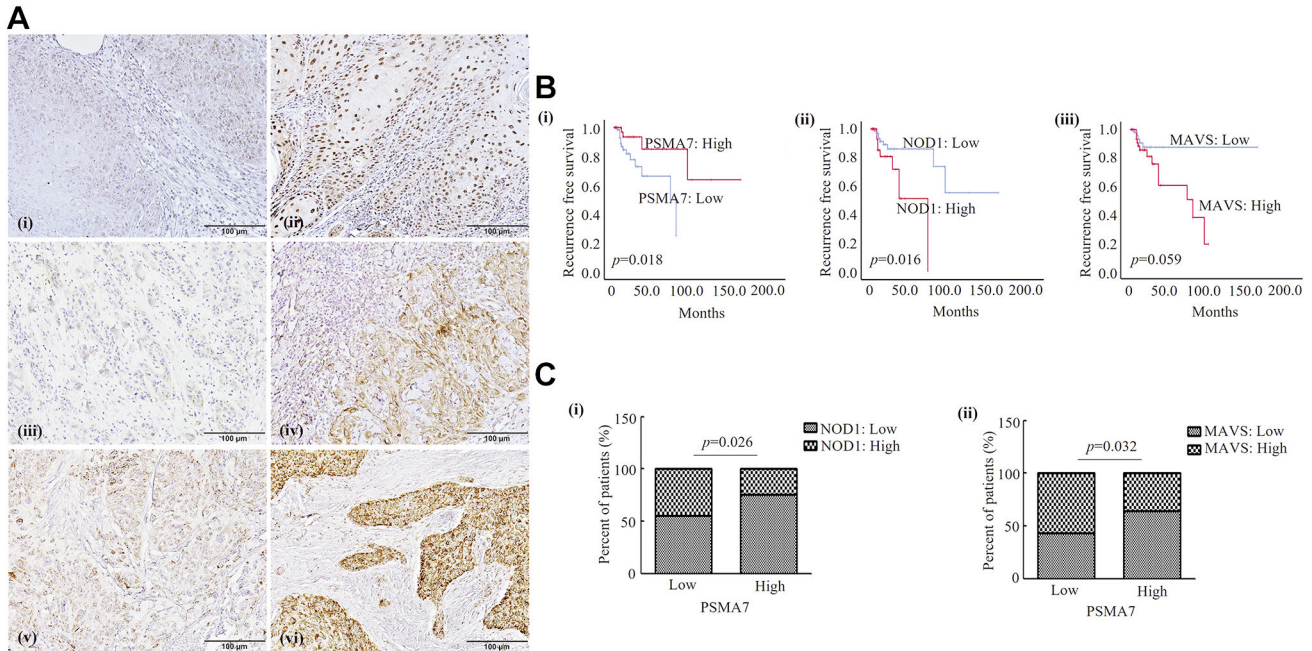 A
(i)
100 µm
(ii)
100 µm
(iii)
100 µm
(iv)
100 µm
(v)
100 µm
(vi)
100 µm
B
(i)
Recurrence free survival
1.0
0.8
0.6
0.4
0.2
0.0
PSMA7: High
PSMA7: Low
p=0.018
0 50.0 100.0 150.0 200.0
Months
(ii)
Recurrence free survival
1.0
0.8
0.6
0.4
0.2
0.0
NOD1: Low
NOD1: High
p=0.016
0 50.0 100.0 150.0 200.0
Months
(iii)
Recurrence free survival
1.0
0.8
0.6
0.4
0.2
0.0
MAVS: Low
MAVS: High
p=0.059
0 50.0 100.0 150.0 200.0
Months
C
(i)
Percent of patients (%)
150
100
50
0
p=0.026
NOD1: Low
NOD1: High
Low High
PSMA7
(ii)
Percent of patients (%)
150
100
50
0
p=0.032
MAVS: Low
MAVS: High
Low High
PSMA7